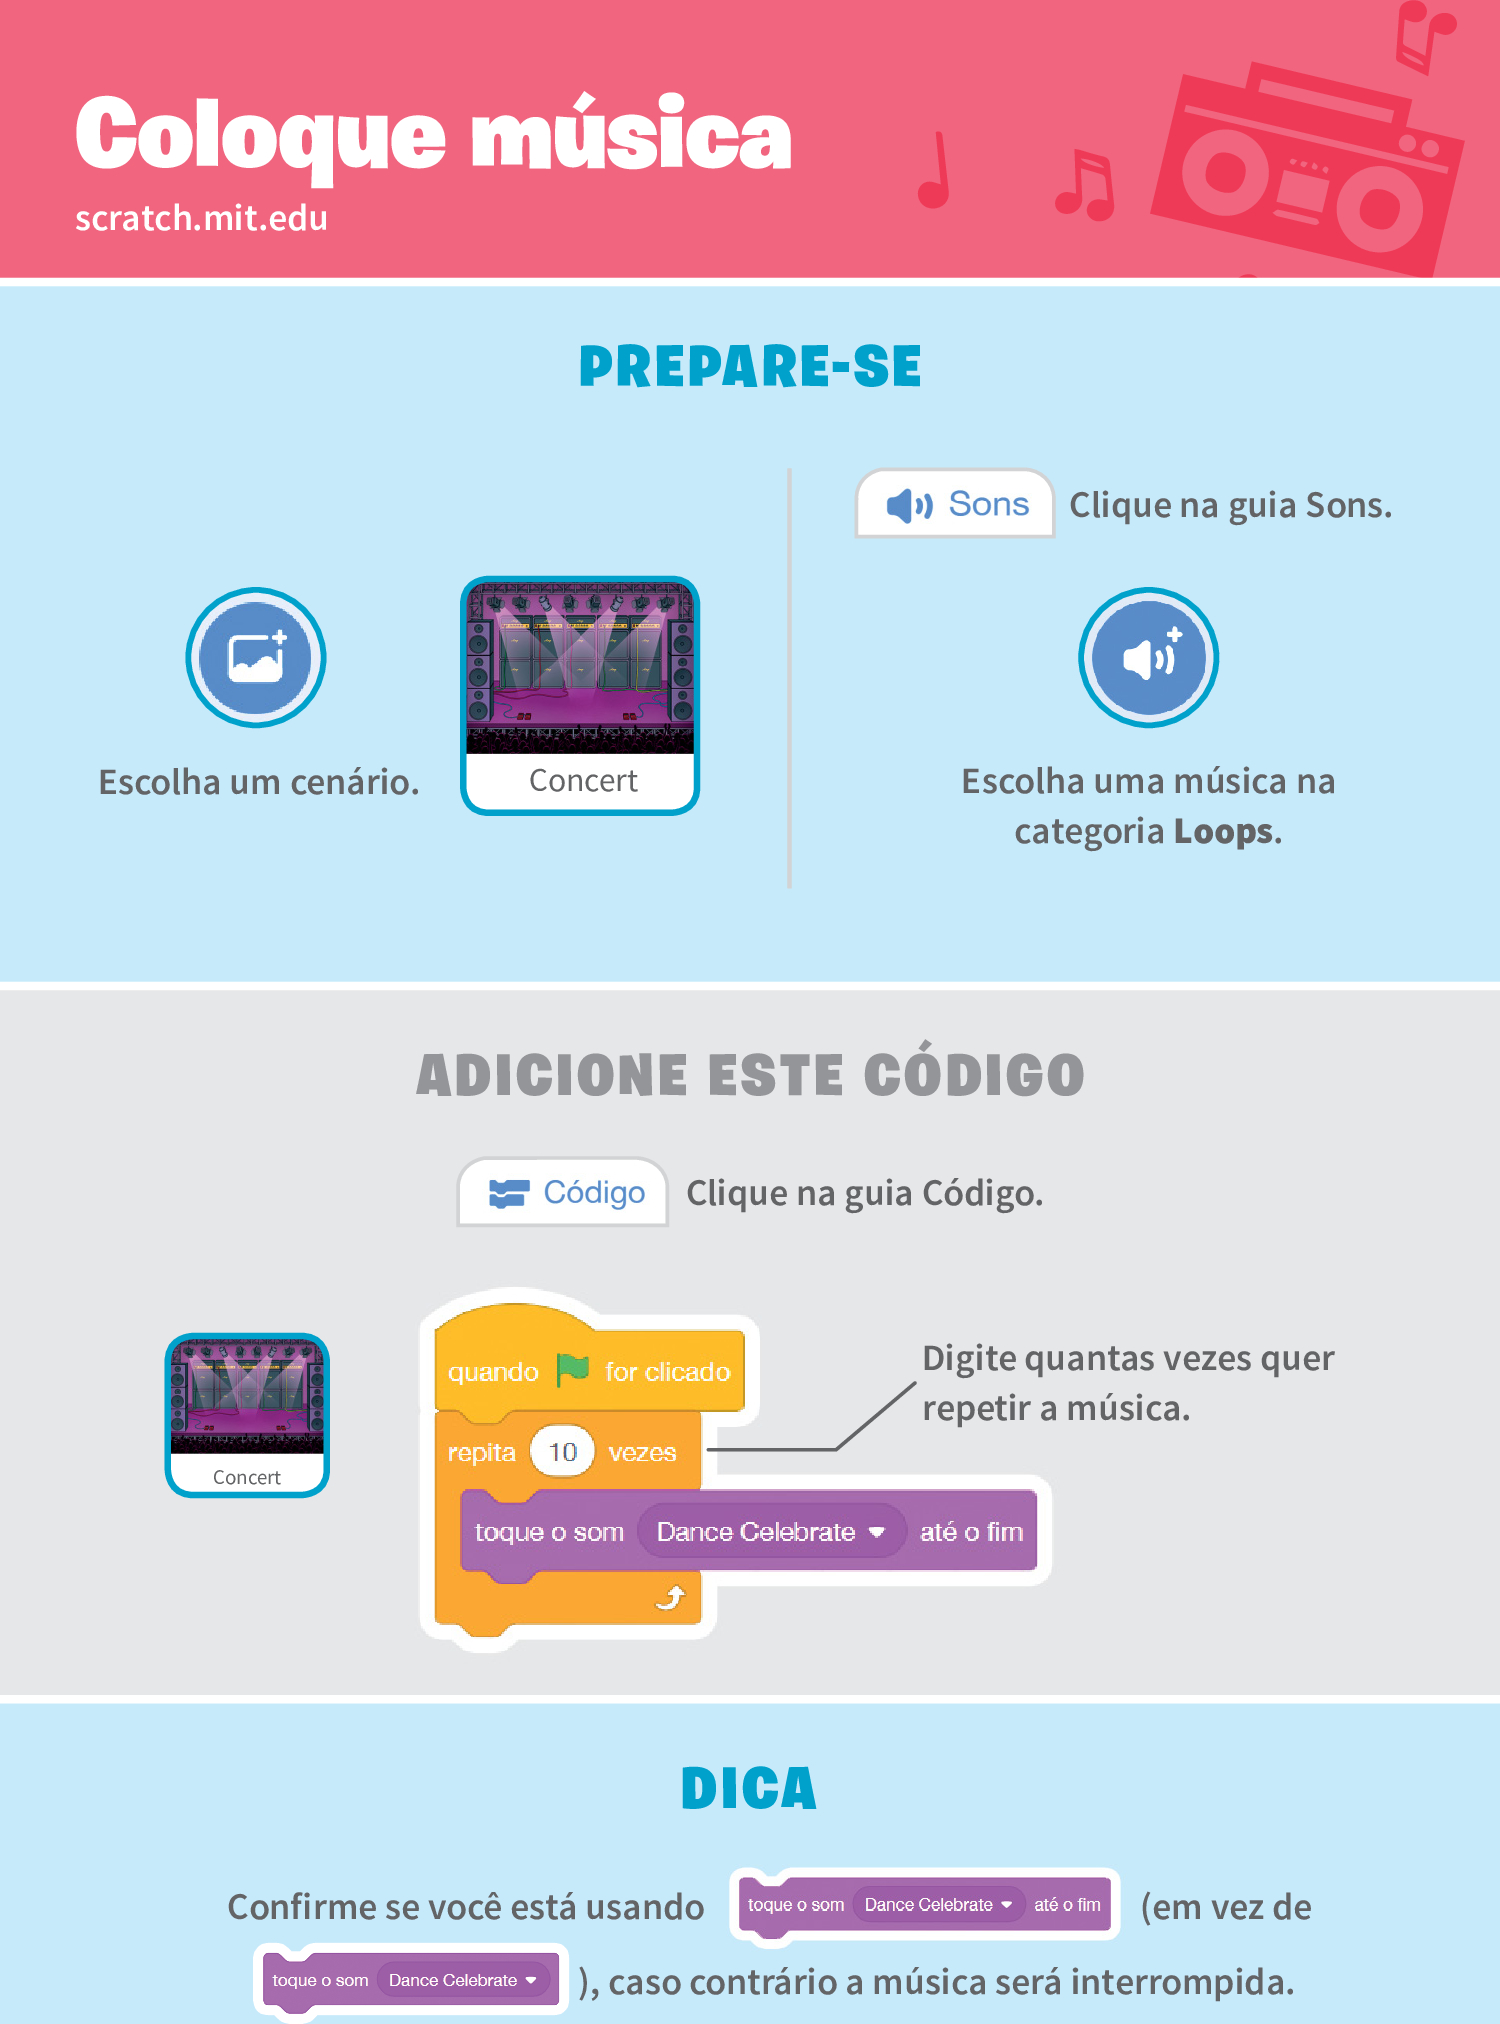 Coloque música
scratch.mit.edu
PREPARE-SE
Sons Clique na guia Sons.
Escolha um cenário.
Concert
Escolha uma música na
categoria Loops.
ADICIONE ESTE CÓDIGO
Código Clique na guia Código.
Concert
quando for clicado
repita 10 vezes
toque o som Dance Celebrate até o fim
Digite quantas vezes quer
repetir a música.
DICA
Confirme se você está usando toque o som Dance Celebrate até o fim (em vez de
toque o som Dance Celebrate ), caso contrário a música será interrompida.